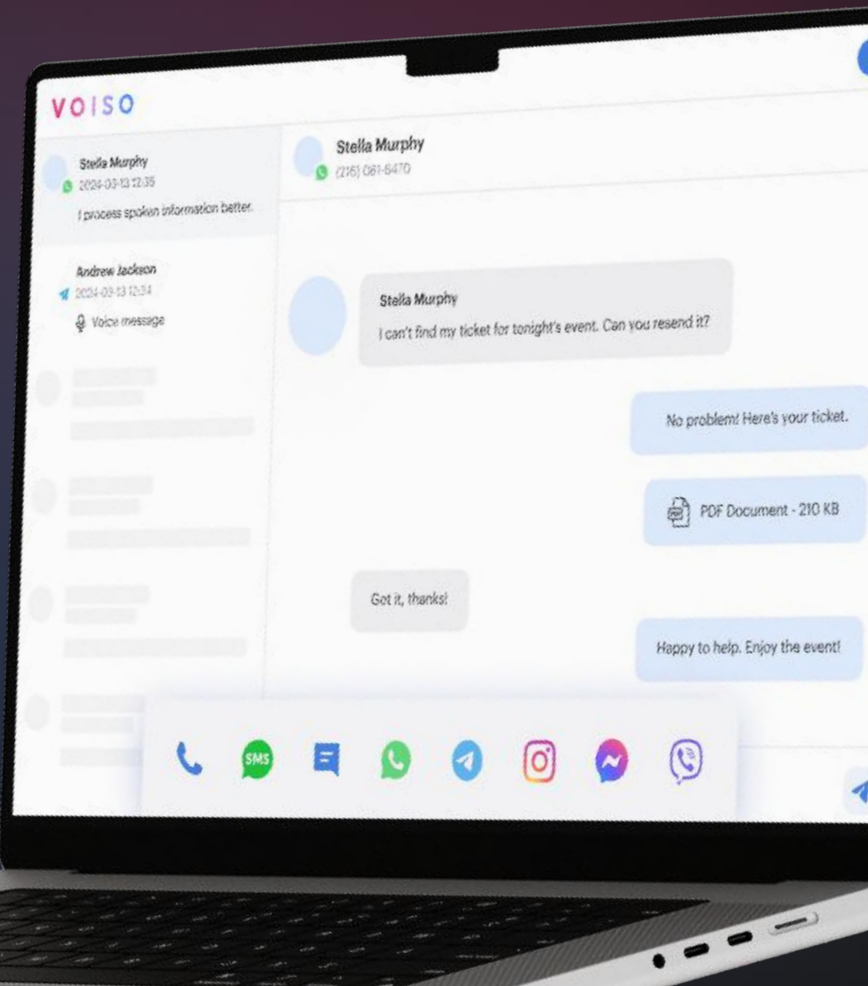 VOISO
Stella Murphy
2024-03-13 12:35
I process spoken information better.
Andrew Jackson
2024-03-13 12:34
Voice message
Stella Murphy
(216) 061-8470
Stella Murphy
I can't find my ticket for tonight's event. Can you resend it?
No problem! Here's your ticket.
PDF Document - 210 KB
Got it, thanks!
Happy to help. Enjoy the event!
SMS